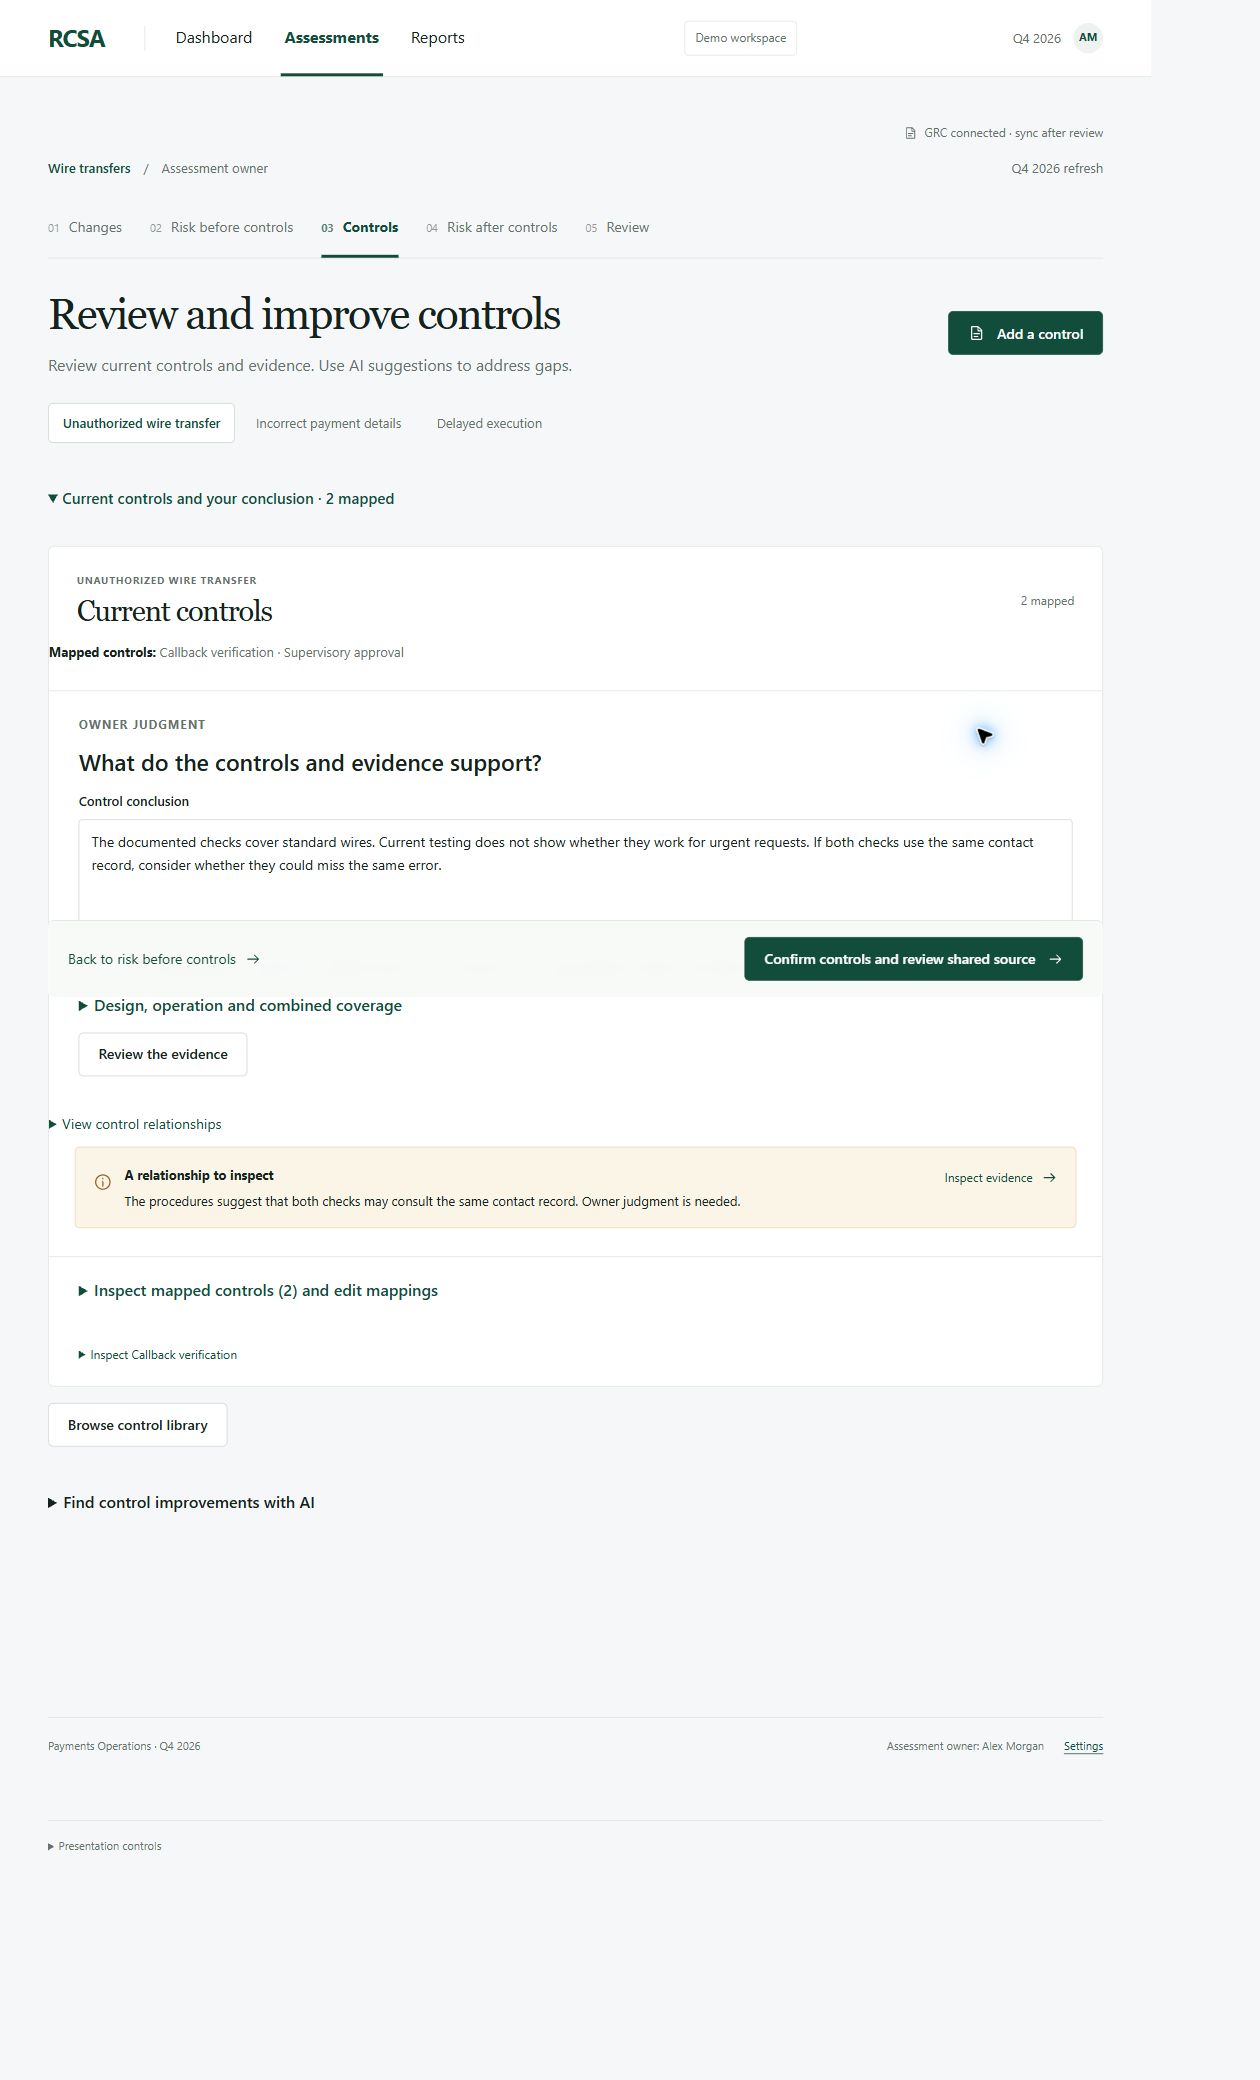 RCSA
Dashboard
Assessments
Reports
Demo workspace
Q4 2026
AM
GRC connected · sync after review
Wire transfers / Assessment owner
Q4 2026 refresh
01 Changes
02 Risk before controls
03 Controls
04 Risk after controls
05 Review
Review and improve controls
Add a control
Review current controls and evidence. Use AI suggestions to address gaps.
Unauthorized wire transfer
Incorrect payment details
Delayed execution
Current controls and your conclusion · 2 mapped
UNAUTHORIZED WIRE TRANSFER
Current controls
2 mapped
Mapped controls: Callback verification · Supervisory approval
OWNER JUDGMENT
What do the controls and evidence support?
Control conclusion
The documented checks cover standard wires. Current testing does not show whether they work for urgent requests. If both checks use the same contact
record, consider whether they could miss the same error.
Back to risk before controls →
Confirm controls and review shared source →
Design, operation and combined coverage
Review the evidence
View control relationships
A relationship to inspect
Inspect evidence →
The procedures suggest that both checks may consult the same contact record. Owner judgment is needed.
Inspect mapped controls (2) and edit mappings
Inspect Callback verification
Browse control library
Find control improvements with AI
Payments Operations · Q4 2026
Assessment owner: Alex Morgan
Settings
Presentation controls